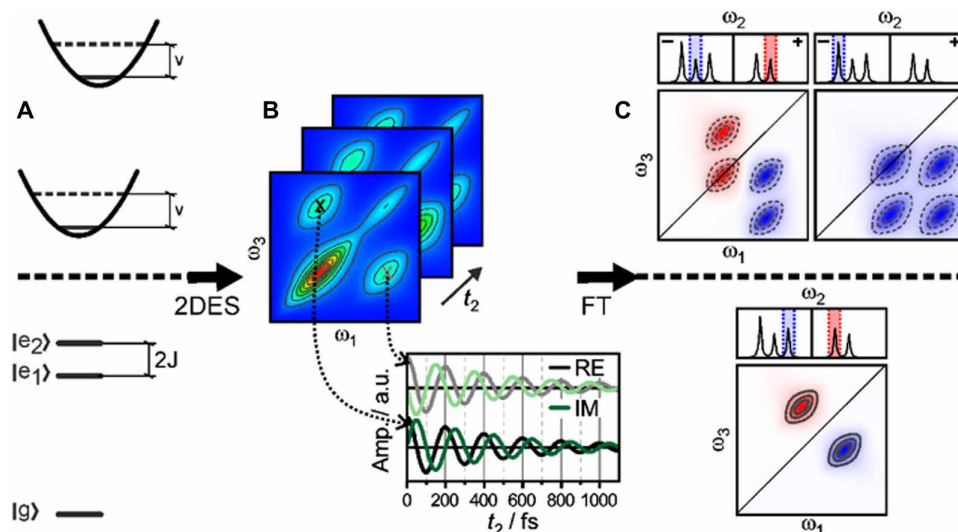 A
B
C
ν
ν
|e₂⟩
|e₁⟩
2J
|g⟩
2DES
ω₃
ω₁
t₂
RE
IM
Amp. / a.u.
0 200 400 600 800 1000
t₂ / fs
FT
ω₂
ω₂
− +
− +
ω₃
ω₁
ω₂
ω₃
ω₁